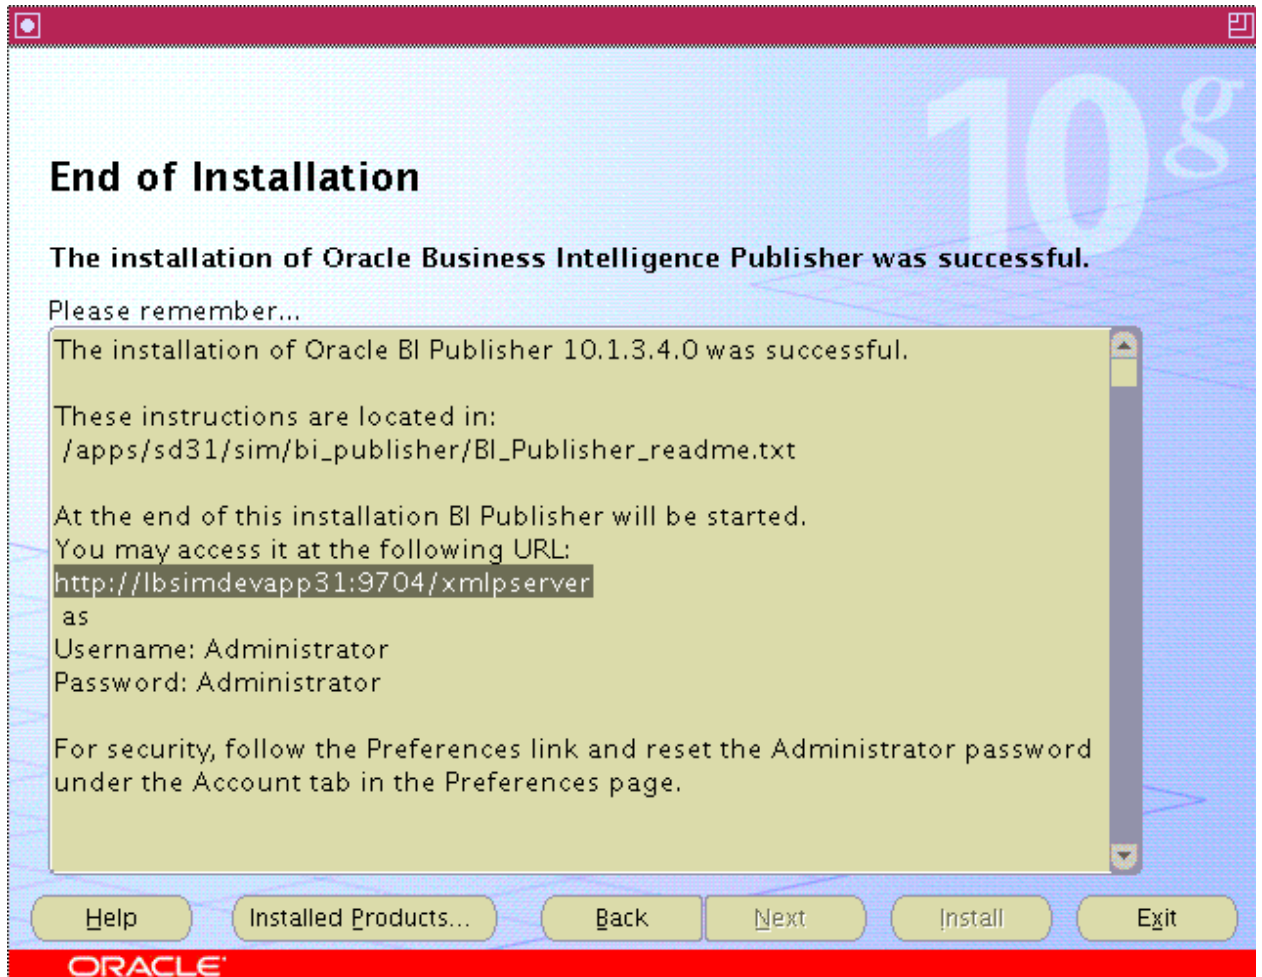 10g
End of Installation
The installation of Oracle Business Intelligence Publisher was successful.
Please remember...
The installation of Oracle BI Publisher 10.1.3.4.0 was successful.
These instructions are located in:
/apps/sd31/sim/bi_publisher/BI_Publisher_readme.txt
At the end of this installation BI Publisher will be started.
You may access it at the following URL:
http://lbsimdevapp31:9704/xmlpserver
as
Username: Administrator
Password: Administrator
For security, follow the Preferences link and reset the Administrator password
under the Account tab in the Preferences page.
Help Installed Products... Back Next Install Exit
ORACLE